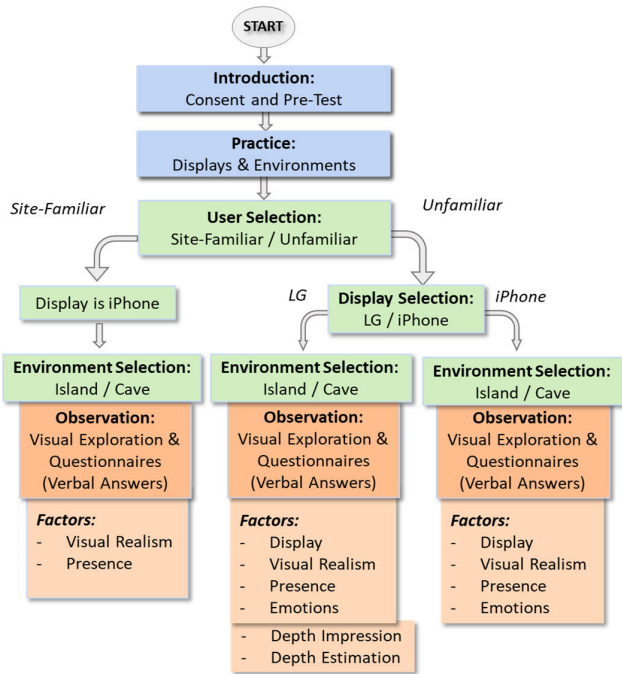 START
Introduction:
Consent and Pre-Test
Practice:
Displays & Environments
Site-Familiar
Unfamiliar
User Selection:
Site-Familiar / Unfamiliar
Display is iPhone
LG
Display Selection:
LG / iPhone
iPhone
Environment Selection:
Island / Cave
Observation:
Visual Exploration &
Questionnaires
(Verbal Answers)
Factors:
- Visual Realism
- Presence
Environment Selection:
Island / Cave
Observation:
Visual Exploration &
Questionnaires
(Verbal Answers)
Factors:
- Display
- Visual Realism
- Presence
- Emotions
- Depth Impression
- Depth Estimation
Environment Selection:
Island / Cave
Observation:
Visual Exploration &
Questionnaires
(Verbal Answers)
Factors:
- Display
- Visual Realism
- Presence
- Emotions